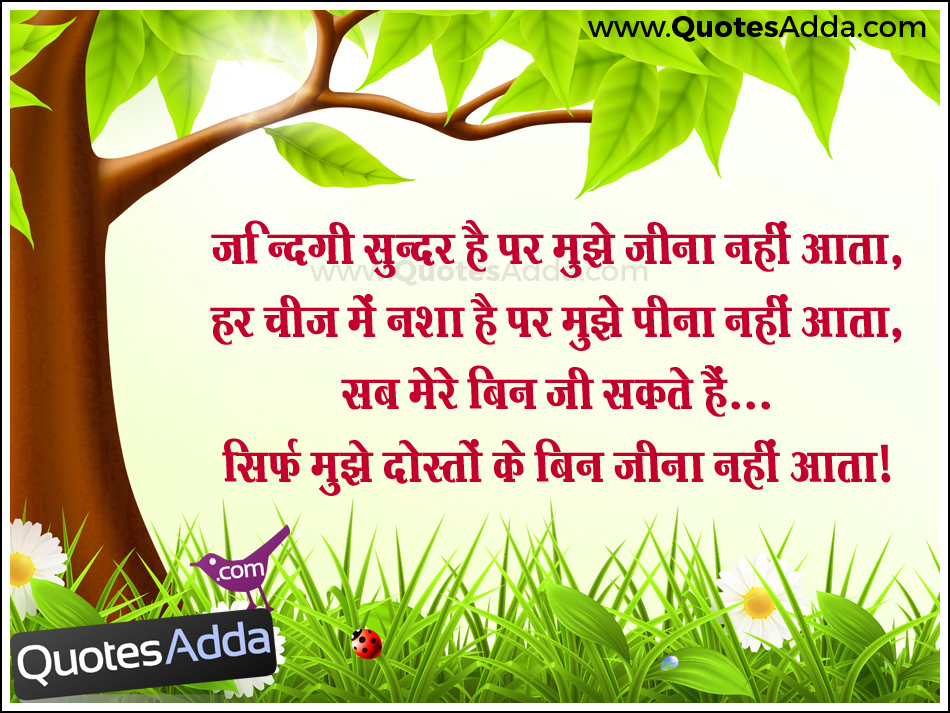 www.QuotesAdda.com
जिन्दगी सुन्दर है पर मुझे जीना नहीं आता,
www.QuotesAdda.com
हर चीज में नशा है पर मुझे पीना नहीं आता,
सब मेरे बिन जी सकते हैं...
सिर्फ मुझे दोस्तों के बिन जीना नहीं आता!
.com
QuotesAdda